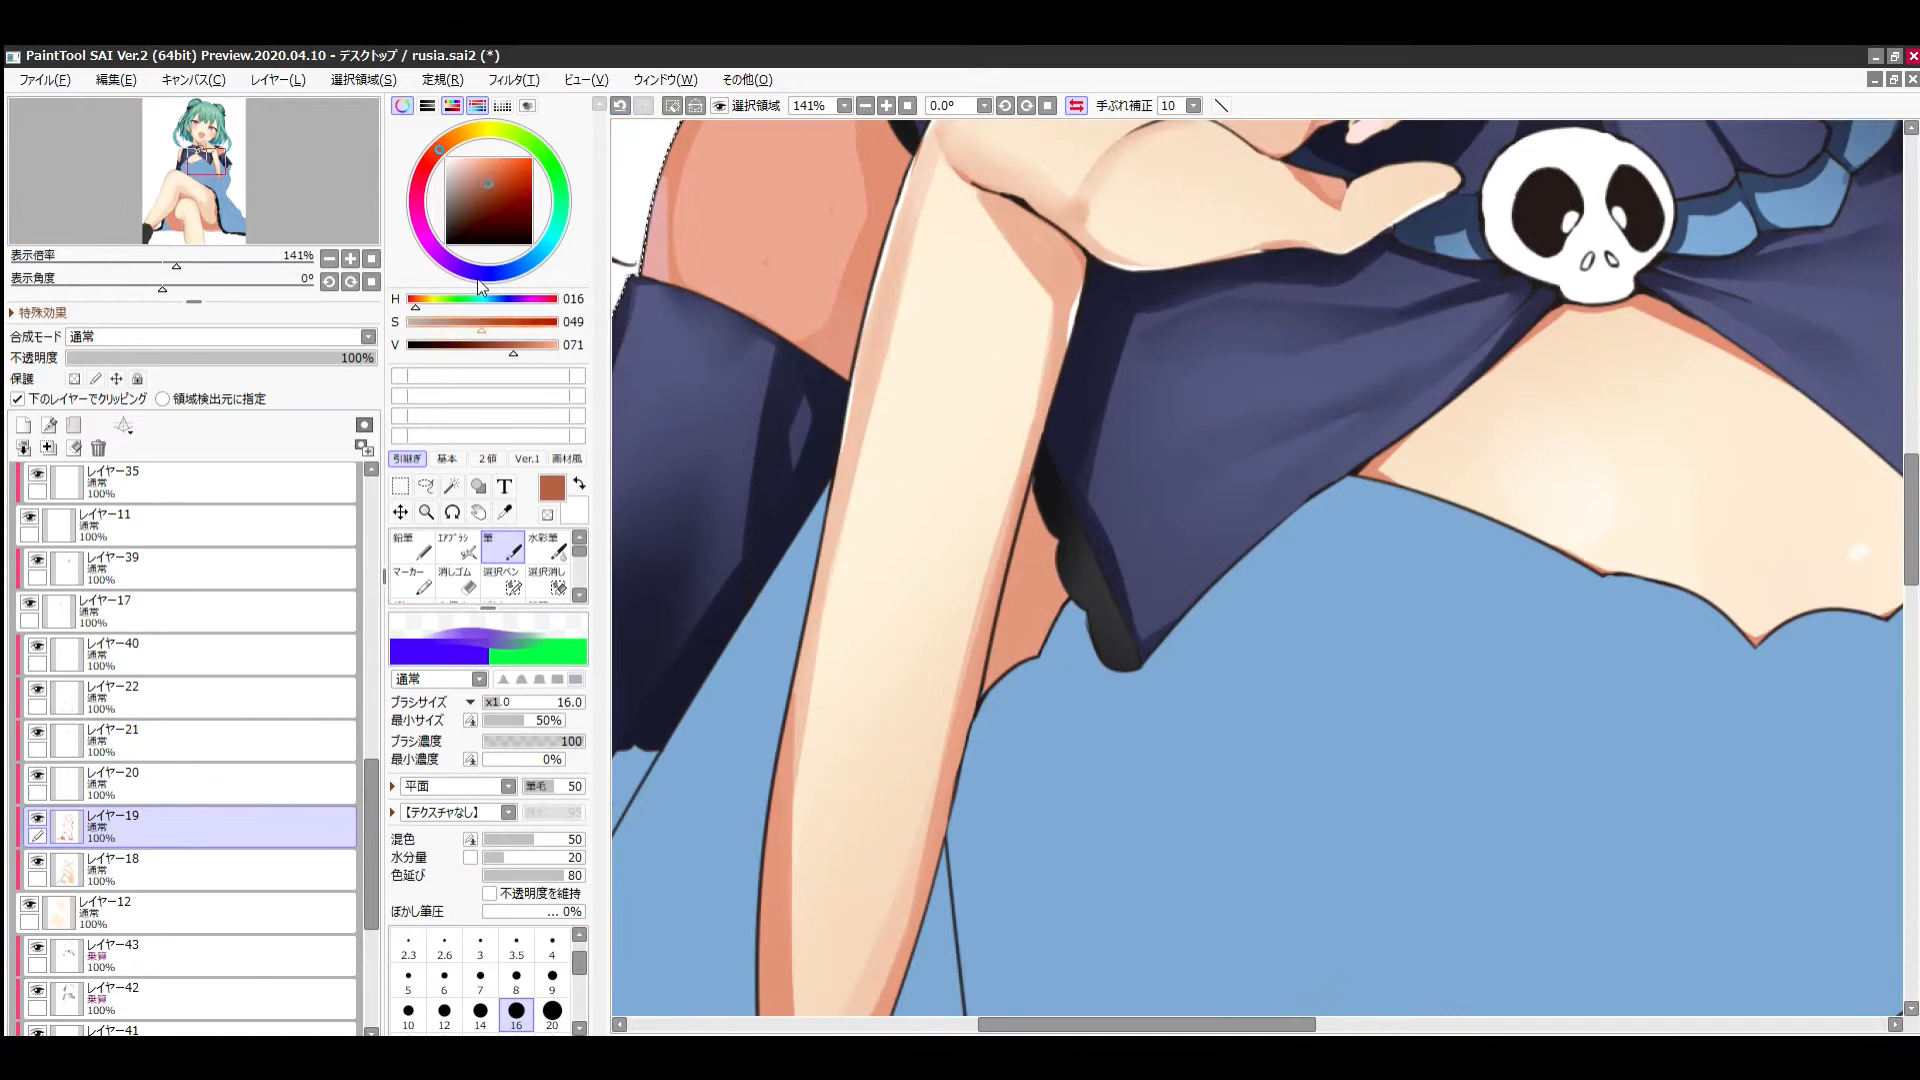 PaintTool SAI Ver.2 (64bit) Preview.2020.04.10 - デスクトップ / rusia.sai2 (*)
ファイル(F) 編集(E) キャンバス(C) レイヤー(L) 選択領域(S) 定規(R) フィルタ(T) ビュー(V) ウィンドウ(W) その他(O)
選択領域 141% 0.0° 手ぶれ補正 10
表示倍率 141%
表示角度 0°
特殊効果
合成モード 通常
不透明度 100%
保護
下のレイヤーでクリッピング 領域検出元に指定
レイヤー35
通常
100%
レイヤー11
通常
100%
レイヤー39
通常
100%
レイヤー17
通常
100%
レイヤー40
通常
100%
レイヤー22
通常
100%
レイヤー21
通常
100%
レイヤー20
通常
100%
レイヤー19
通常
100%
レイヤー18
通常
100%
レイヤー12
通常
100%
レイヤー43
乗算
100%
レイヤー42
乗算
100%
レイヤー41
H 016
S 049
V 071
引継ぎ 基本 2値 Ver.1 画材風
T
鉛筆 エアブラシ 筆 水彩筆
マーカー 消しゴム 選択ペン 選択消し
通常
ブラシサイズ x1.0 16.0
最小サイズ 50%
ブラシ濃度 100
最小濃度 0%
平面 筆毛 50
【テクスチャなし】 95
混色 50
水分量 20
色延び 80
不透明度を維持
ぼかし筆圧 ... 0%
2.3 2.6 3 3.5 4
5 6 7 8 9
10 12 14 16 20